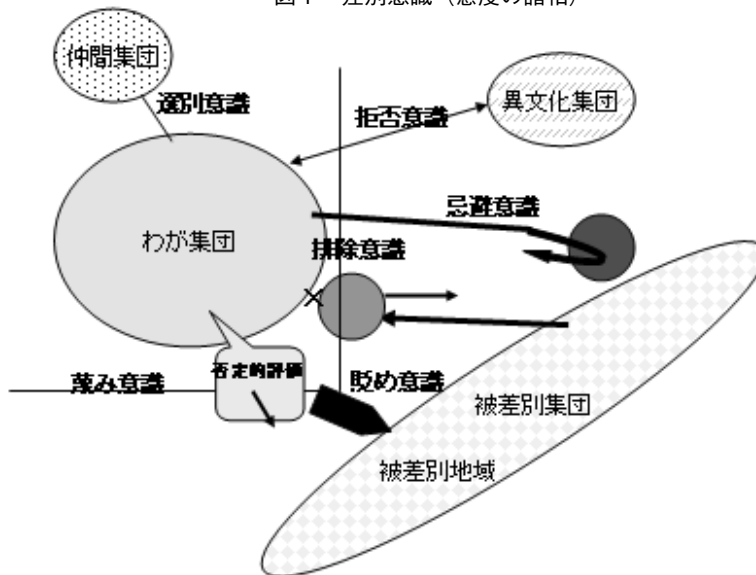 図1 差別意識（態度の諸相）
仲間集団
選別意識
拒否意識
異文化集団
忌避意識
わが集団
排除意識
否定的評価
蔑み意識
貶め意識
被差別集団
被差別地域